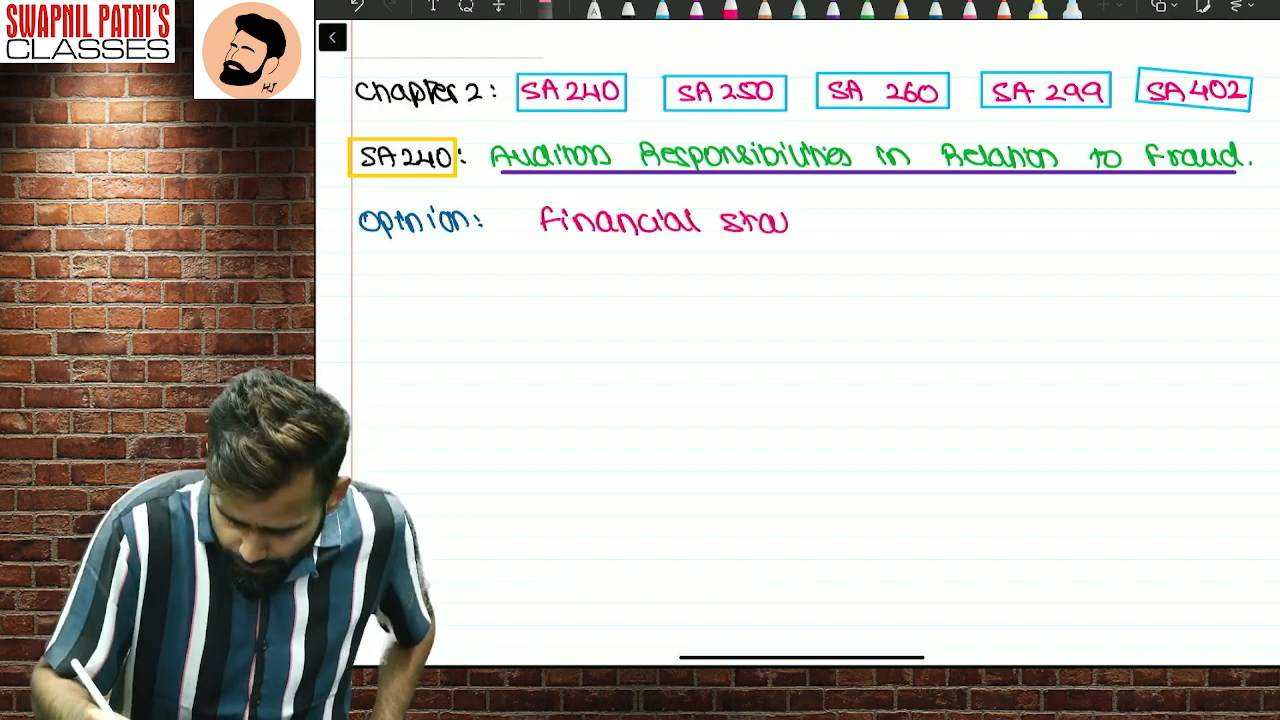 SWAPNIL PATNI'S
CLASSES
Chapter 2: SA 240 SA 250 SA 260 SA 299 SA 402
SA 240: Auditors Responsibilities in Relation to Fraud.
Opinion: Financial Sta